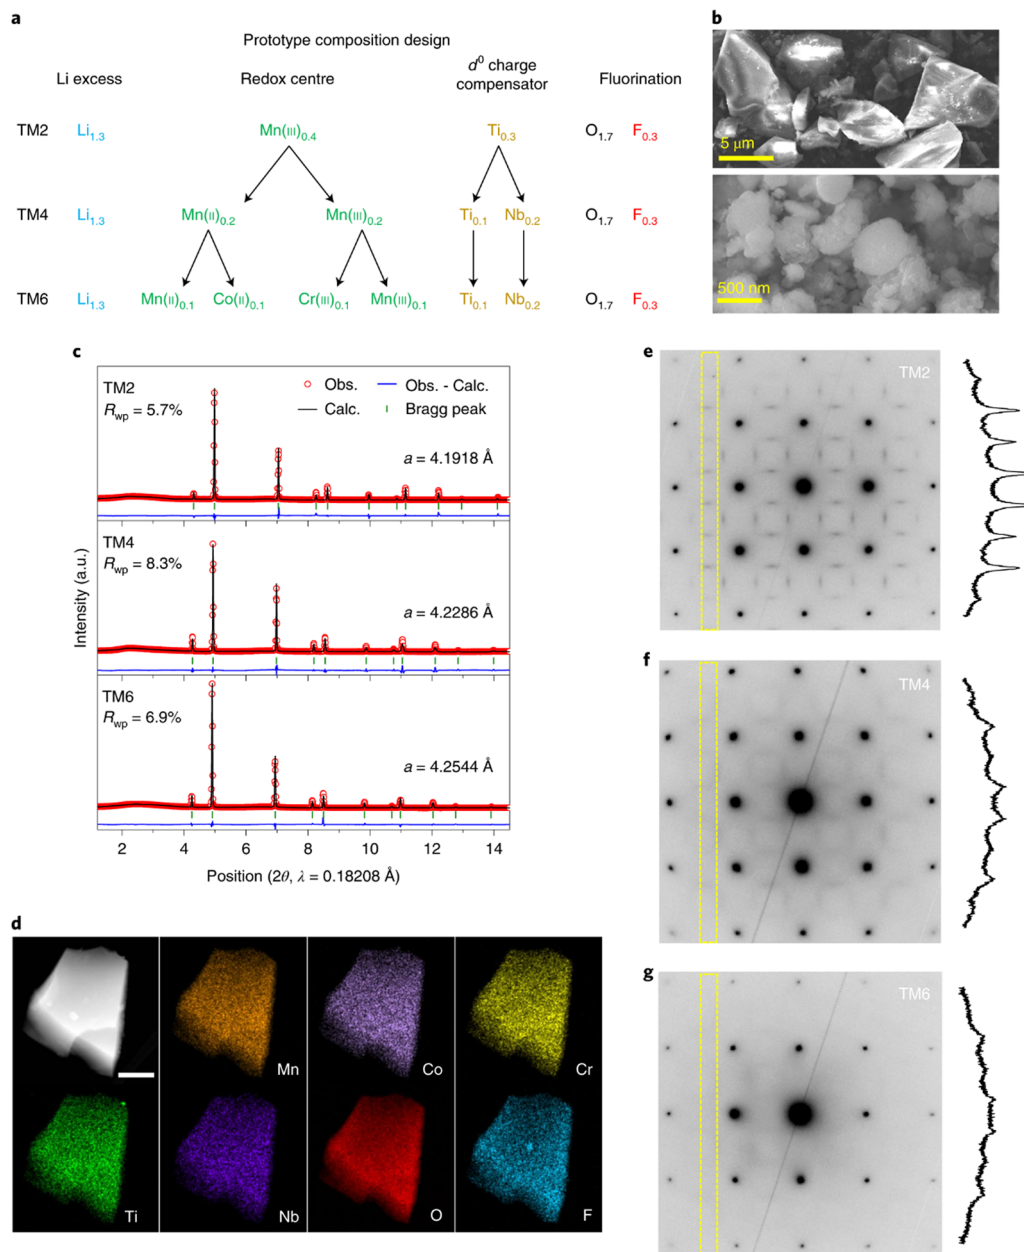 a
Prototype composition design
Li excess
Redox centre
d⁰ charge
compensator
Fluorination
TM2 Li1.3 Mn(III)0.4 Ti0.3 O1.7 F0.3
TM4 Li1.3 Mn(II)0.2 Mn(III)0.2 Ti0.1 Nb0.2 O1.7 F0.3
TM6 Li1.3 Mn(II)0.1 Co(II)0.1 Cr(III)0.1 Mn(III)0.1 Ti0.1 Nb0.2 O1.7 F0.3
b
5 μm
500 nm
c
TM2
Rwp = 5.7%
Obs.
Obs. - Calc.
Calc.
Bragg peak
a = 4.1918 Å
TM4
Rwp = 8.3%
a = 4.2286 Å
TM6
Rwp = 6.9%
a = 4.2544 Å
Intensity (a.u.)
2 4 6 8 10 12 14
Position (2θ, λ = 0.18208 Å)
d
Mn
Co
Cr
Ti
Nb
O
F
e
TM2
f
TM4
g
TM6